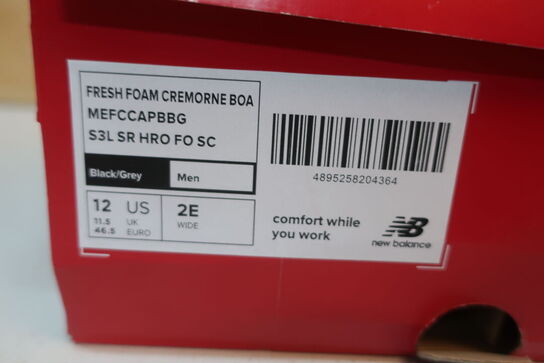 FRESH FOAM CREMORNE BOA
MEFCCAPBBG
S3L SR HRO FO SC
Black/Grey Men
12 US 2E
11.5 UK WIDE
46.5 EURO
4895258204364
comfort while
you work
NB
new balance